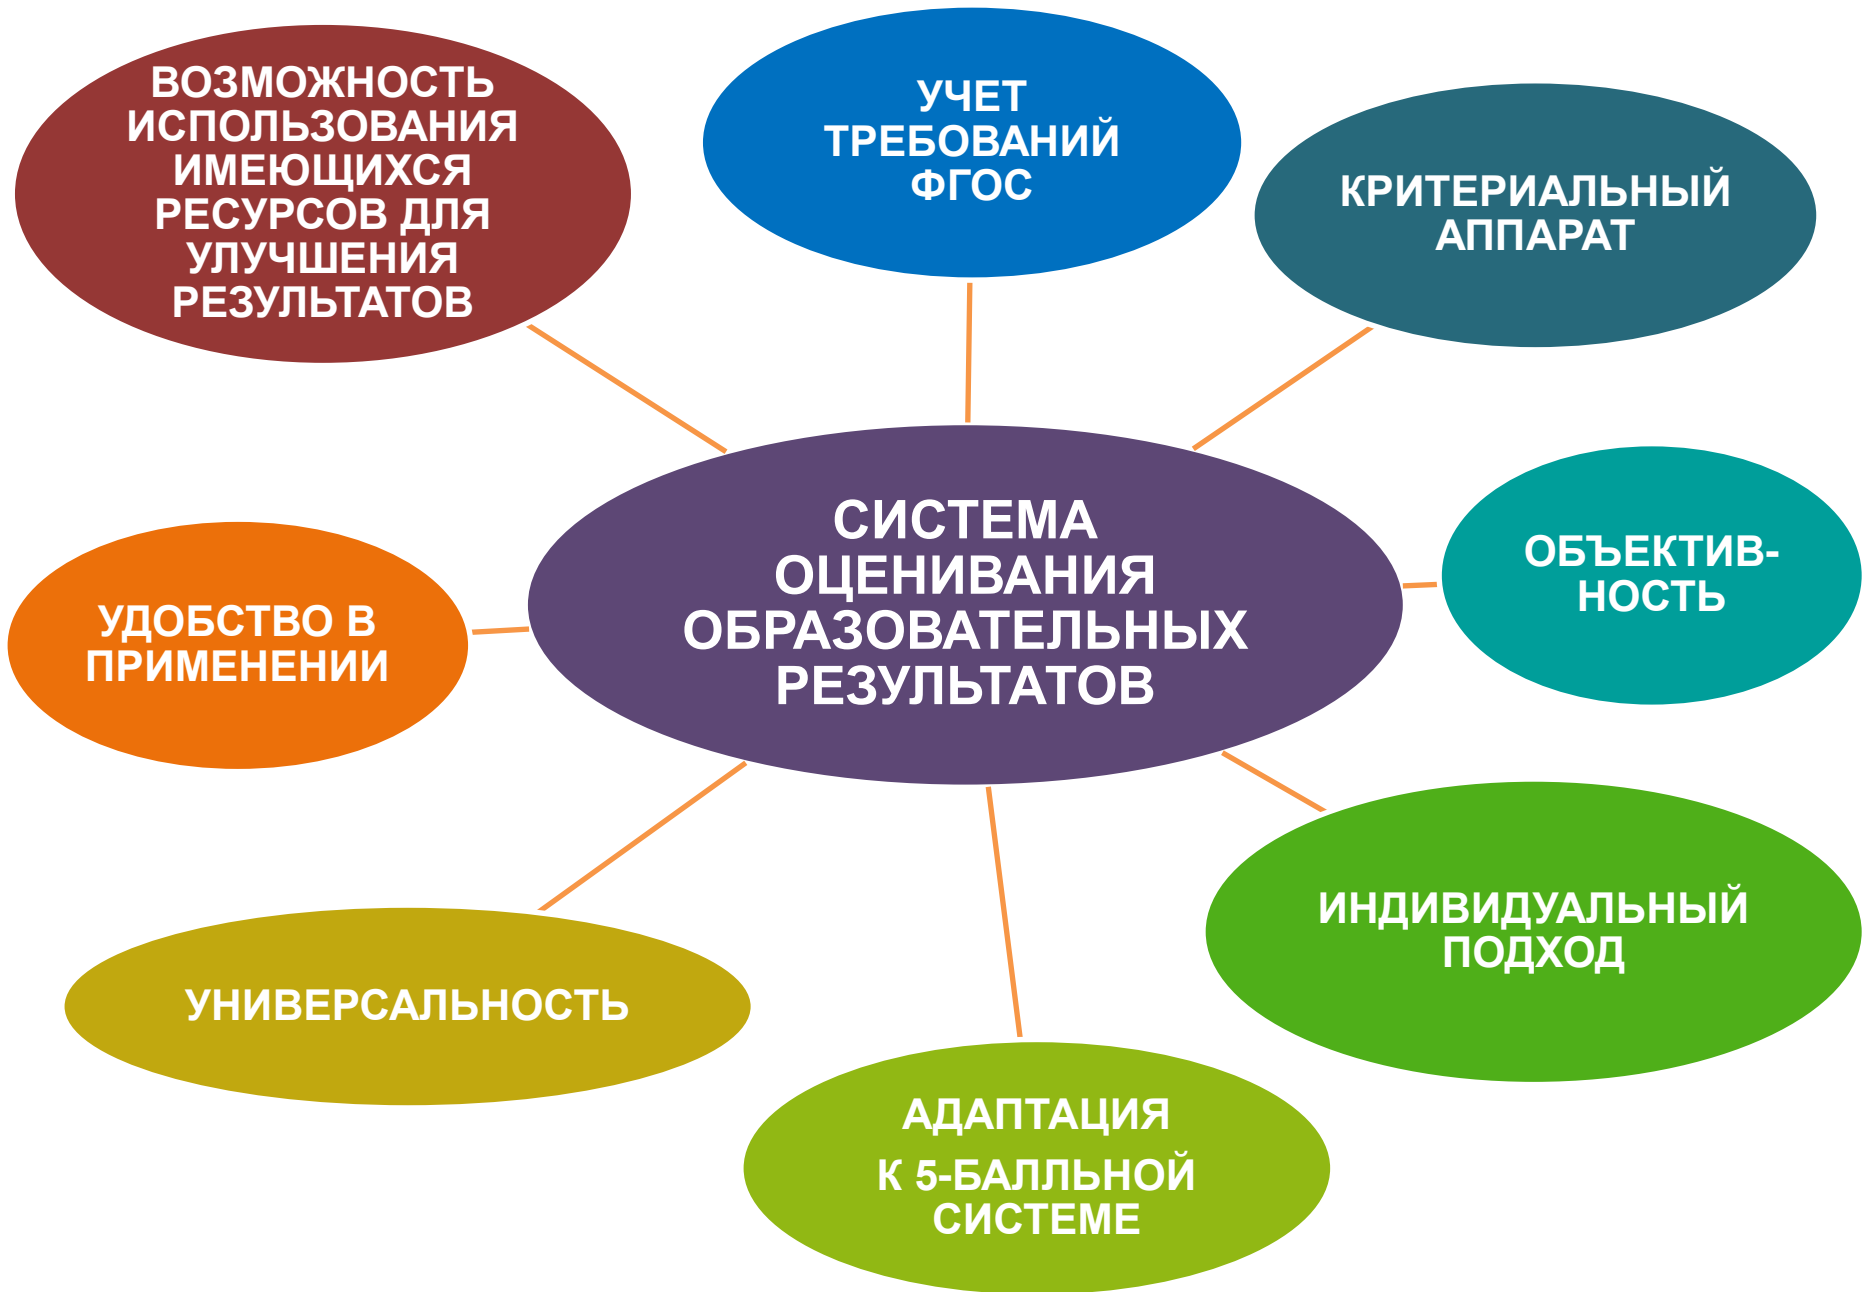 ВОЗМОЖНОСТЬ
ИСПОЛЬЗОВАНИЯ
ИМЕЮЩИХСЯ
РЕСУРСОВ ДЛЯ
УЛУЧШЕНИЯ
РЕЗУЛЬТАТОВ
УЧЕТ
ТРЕБОВАНИЙ
ФГОС
КРИТЕРИАЛЬНЫЙ
АППАРАТ
СИСТЕМА
ОЦЕНИВАНИЯ
ОБРАЗОВАТЕЛЬНЫХ
РЕЗУЛЬТАТОВ
ОБЪЕКТИВ-
НОСТЬ
УДОБСТВО В
ПРИМЕНЕНИИ
ИНДИВИДУАЛЬНЫЙ
ПОДХОД
УНИВЕРСАЛЬНОСТЬ
АДАПТАЦИЯ
К 5-БАЛЛЬНОЙ
СИСТЕМЕ